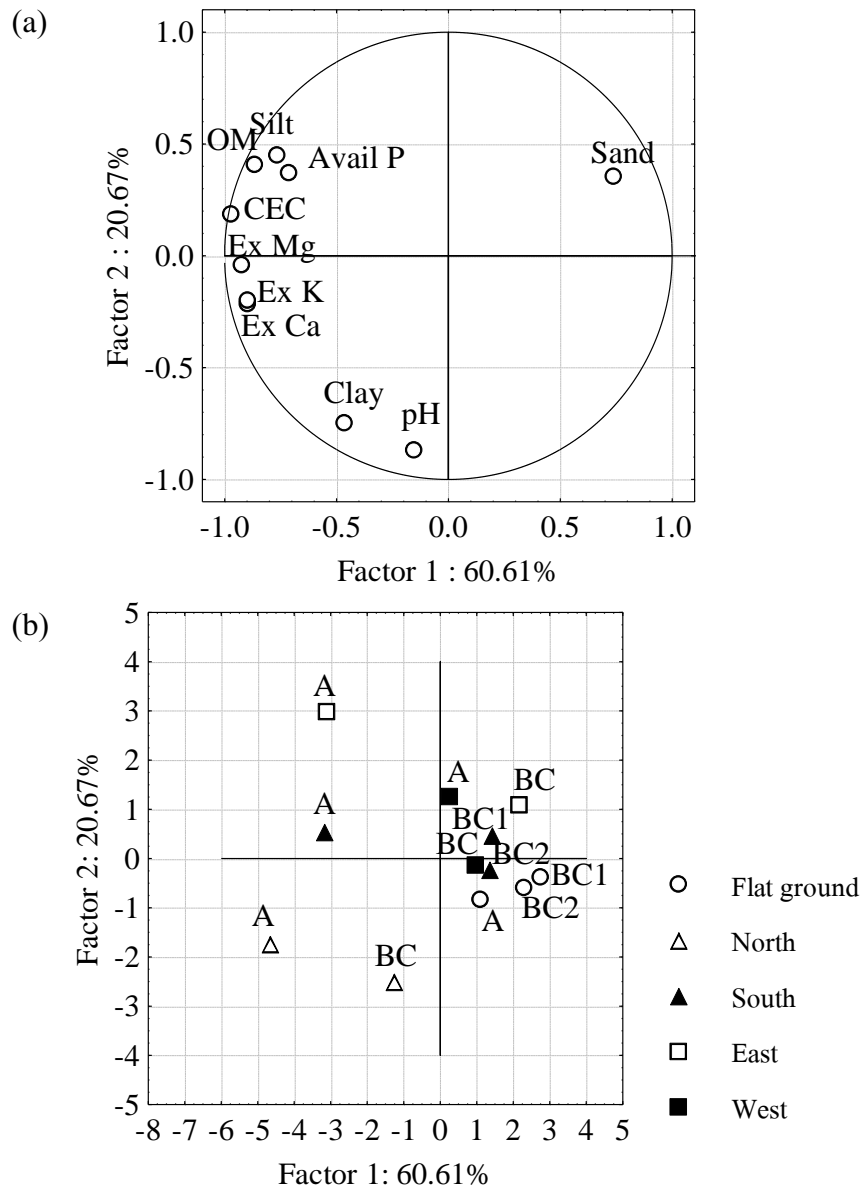 (a)
1.0
0.5
0.0
-0.5
-1.0
Factor 2 : 20.67%
Silt
OM
Avail P
Sand
CEC
Ex Mg
Ex K
Ex Ca
Clay
pH
-1.0 -0.5 0.0 0.5 1.0
Factor 1 : 60.61%
(b)
5
4
3
2
1
0
-1
-2
-3
-4
-5
Factor 2: 20.67%
A
A
BC
A
BC1
BC
BC2
BC1
BC2
A
A
BC
-8 -7 -6 -5 -4 -3 -2 -1 0 1 2 3 4 5
Factor 1: 60.61%
Flat ground
North
South
East
West